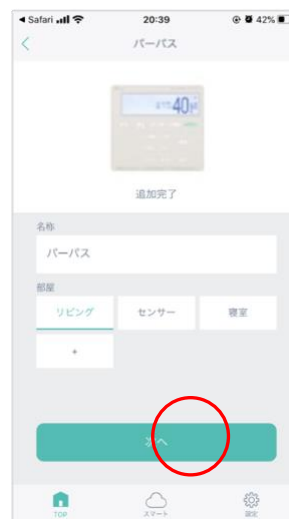 ◀ Safari 20:39 42%
パーパス
40
追加完了
名称
パーパス
部屋
リビング センサー 寝室
+
次へ
TOP スマート 設定